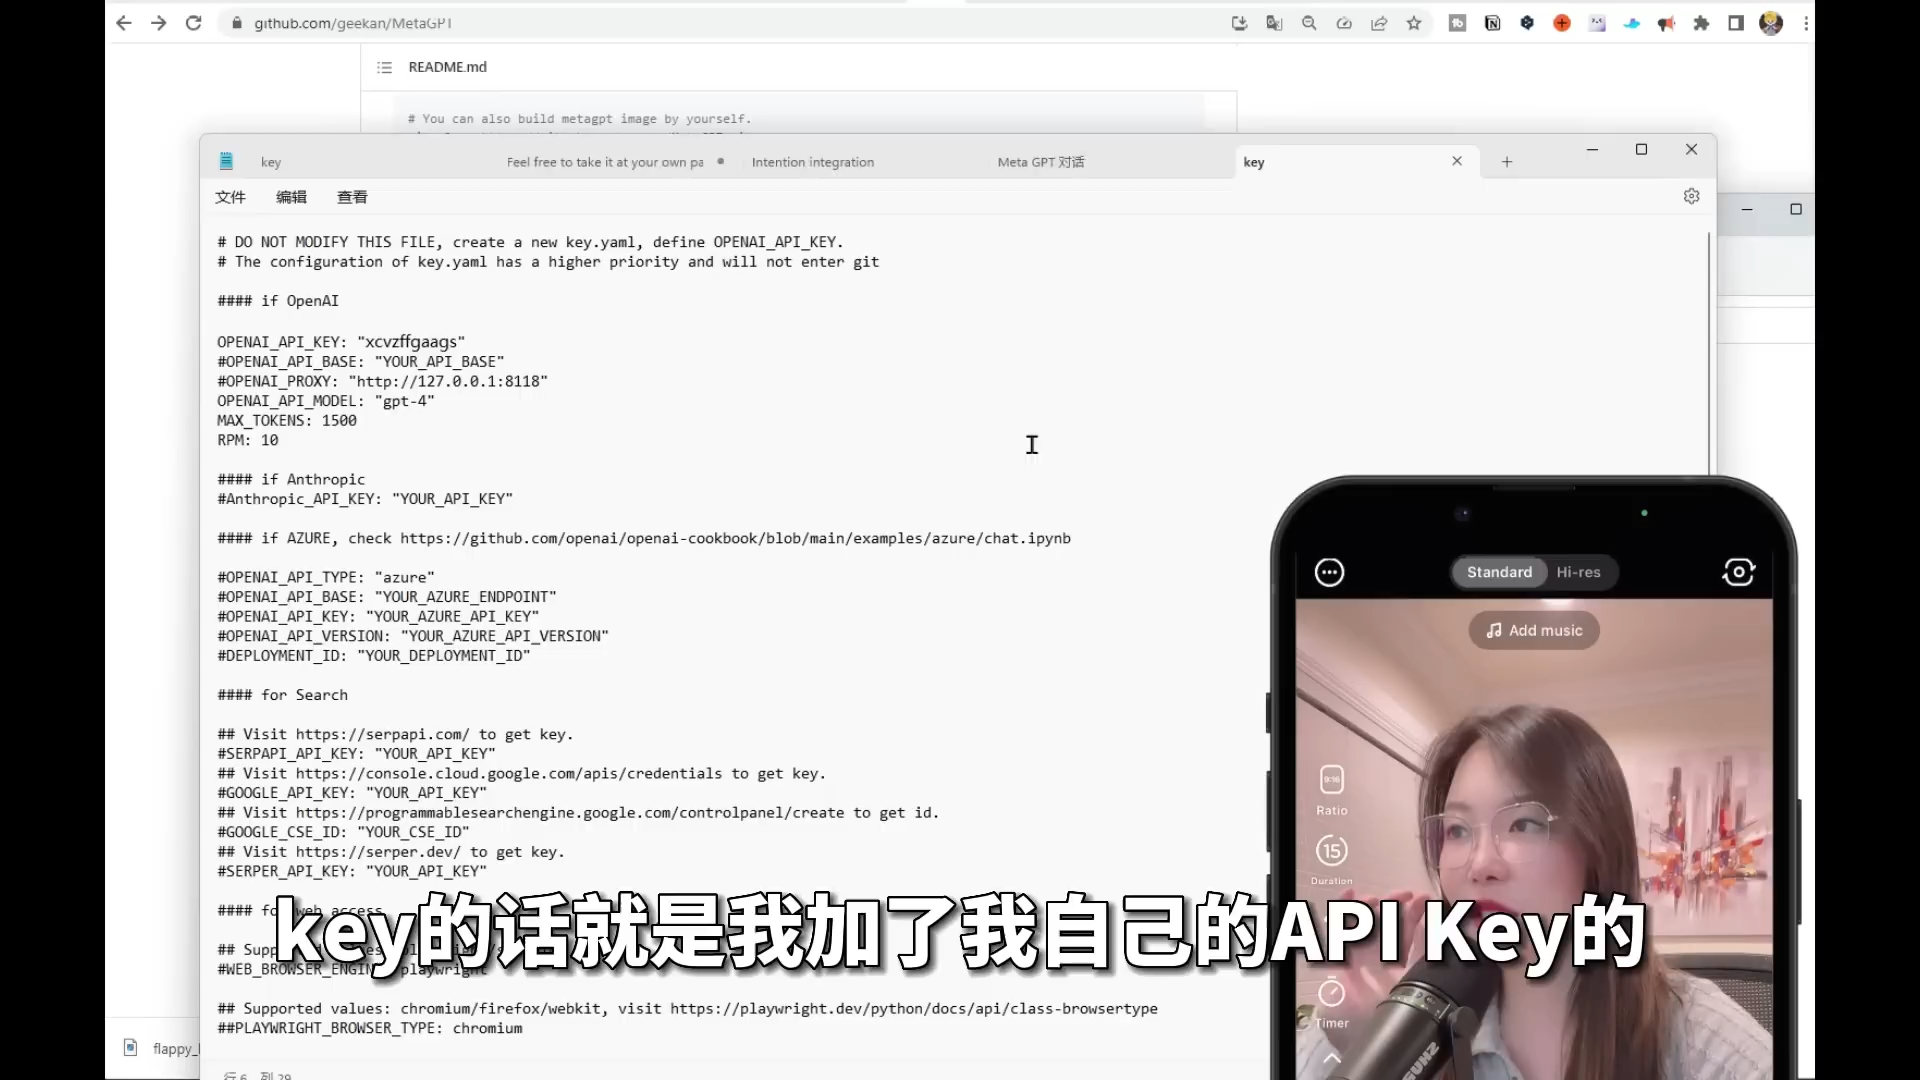 github.com/geekan/MetaGPT
README.md
# You can also build metagpt image by yourself.
key
Feel free to take it at your own pa
Intention integration
Meta GPT 对话
key
文件
编辑
查看
# DO NOT MODIFY THIS FILE, create a new key.yaml, define OPENAI_API_KEY.
# The configuration of key.yaml has a higher priority and will not enter git
#### if OpenAI
OPENAI_API_KEY: "xcvzffgaags"
#OPENAI_API_BASE: "YOUR_API_BASE"
#OPENAI_PROXY: "http://127.0.0.1:8118"
OPENAI_API_MODEL: "gpt-4"
MAX_TOKENS: 1500
RPM: 10
#### if Anthropic
#Anthropic_API_KEY: "YOUR_API_KEY"
#### if AZURE, check https://github.com/openai/openai-cookbook/blob/main/examples/azure/chat.ipynb
#OPENAI_API_TYPE: "azure"
#OPENAI_API_BASE: "YOUR_AZURE_ENDPOINT"
#OPENAI_API_KEY: "YOUR_AZURE_API_KEY"
#OPENAI_API_VERSION: "YOUR_AZURE_API_VERSION"
#DEPLOYMENT_ID: "YOUR_DEPLOYMENT_ID"
#### for Search
## Visit https://serpapi.com/ to get key.
#SERPAPI_API_KEY: "YOUR_API_KEY"
## Visit https://console.cloud.google.com/apis/credentials to get key.
#GOOGLE_API_KEY: "YOUR_API_KEY"
## Visit https://programmablesearchengine.google.com/controlpanel/create to get id.
#GOOGLE_CSE_ID: "YOUR_CSE_ID"
## Visit https://serper.dev/ to get key.
#SERPER_API_KEY: "YOUR_API_KEY"
#### for web access
## Supp
#WEB_BROWSER_ENGIN playwright
## Supported values: chromium/firefox/webkit, visit https://playwright.dev/python/docs/api/class-browsertype
##PLAYWRIGHT_BROWSER_TYPE: chromium
flappy_
Standard
Hi-res
Add music
9:16
Ratio
15
Duration
Timer
key的话就是我加了我自己的API Key的